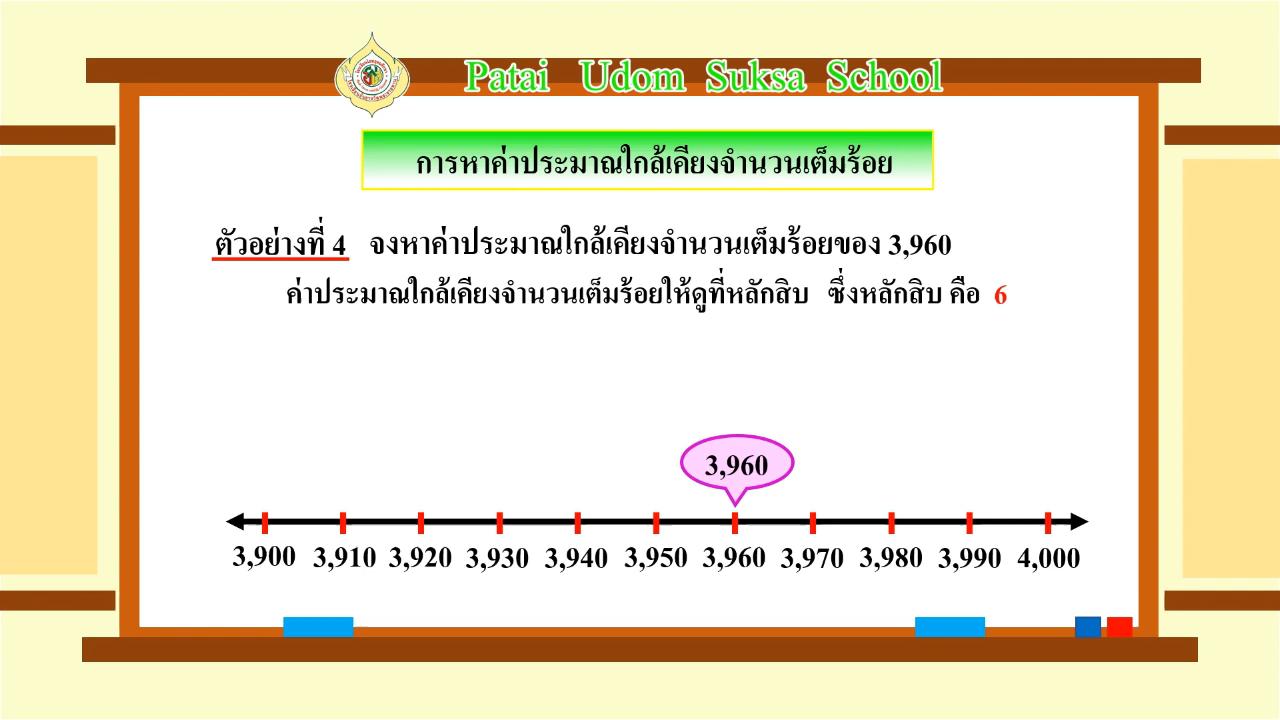 Patai Udom Suksa School
การหาค่าประมาณใกล้เคียงจำนวนเต็มร้อย
ตัวอย่างที่ 4 จงหาค่าประมาณใกล้เคียงจำนวนเต็มร้อยของ 3,960
ค่าประมาณใกล้เคียงจำนวนเต็มร้อยให้ดูที่หลักสิบ ซึ่งหลักสิบ คือ 6
3,960
3,900 3,910 3,920 3,930 3,940 3,950 3,960 3,970 3,980 3,990 4,000